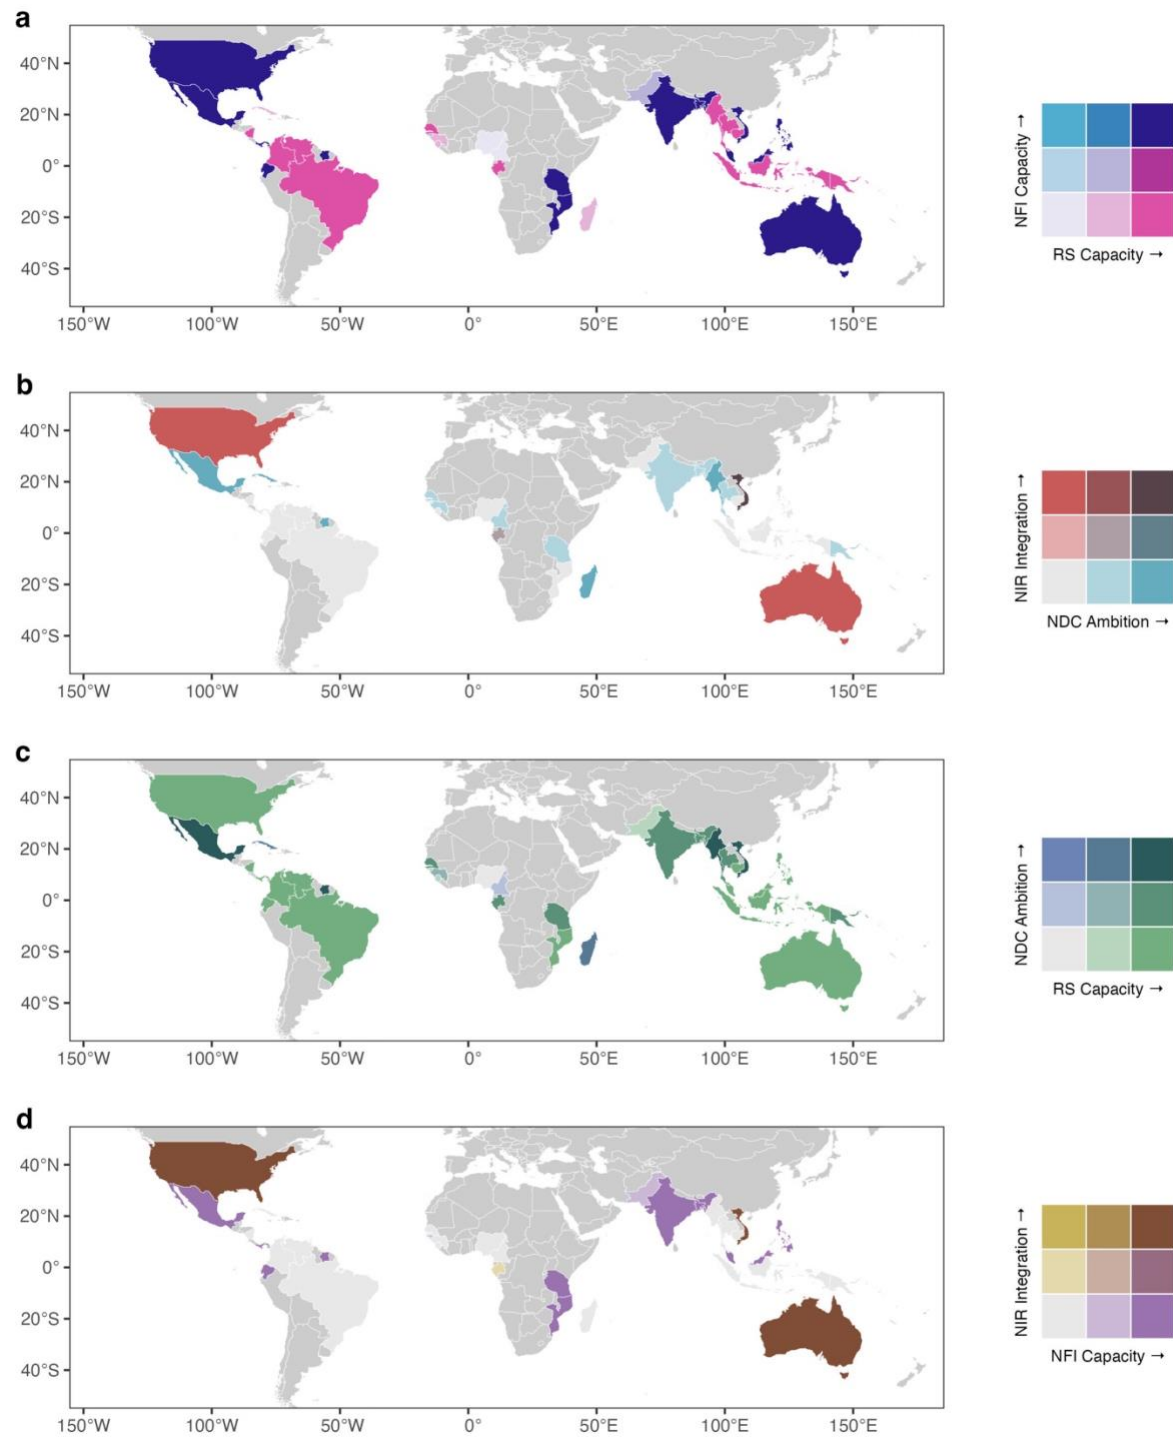 a
40°N
20°N
0°
20°S
40°S
150°W 100°W 50°W 0° 50°E 100°E 150°E
NFI Capacity →
RS Capacity →
b
40°N
20°N
0°
20°S
40°S
150°W 100°W 50°W 0° 50°E 100°E 150°E
NIR Integration →
NDC Ambition →
c
40°N
20°N
0°
20°S
40°S
150°W 100°W 50°W 0° 50°E 100°E 150°E
NDC Ambition →
RS Capacity →
d
40°N
20°N
0°
20°S
40°S
150°W 100°W 50°W 0° 50°E 100°E 150°E
NIR Integration →
NFI Capacity →